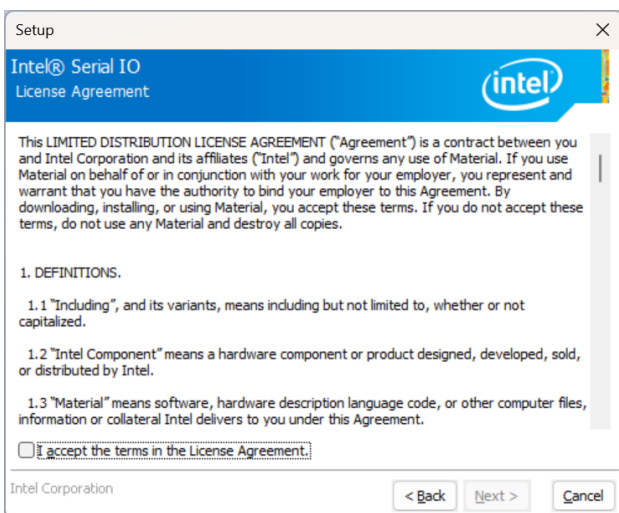 Setup
Intel® Serial IO
License Agreement
intel
This LIMITED DISTRIBUTION LICENSE AGREEMENT ("Agreement") is a contract between you
and Intel Corporation and its affiliates ("Intel") and governs any use of Material. If you use
Material on behalf of or in conjunction with your work for your employer, you represent and
warrant that you have the authority to bind your employer to this Agreement. By
downloading, installing, or using Material, you accept these terms. If you do not accept these
terms, do not use any Material and destroy all copies.
1. DEFINITIONS.
1.1 "Including", and its variants, means including but not limited to, whether or not
capitalized.
1.2 "Intel Component" means a hardware component or product designed, developed, sold,
or distributed by Intel.
1.3 "Material" means software, hardware description language code, or other computer files,
information or collateral Intel delivers to you under this Agreement.
I accept the terms in the License Agreement.
Intel Corporation
< Back
Next >
Cancel